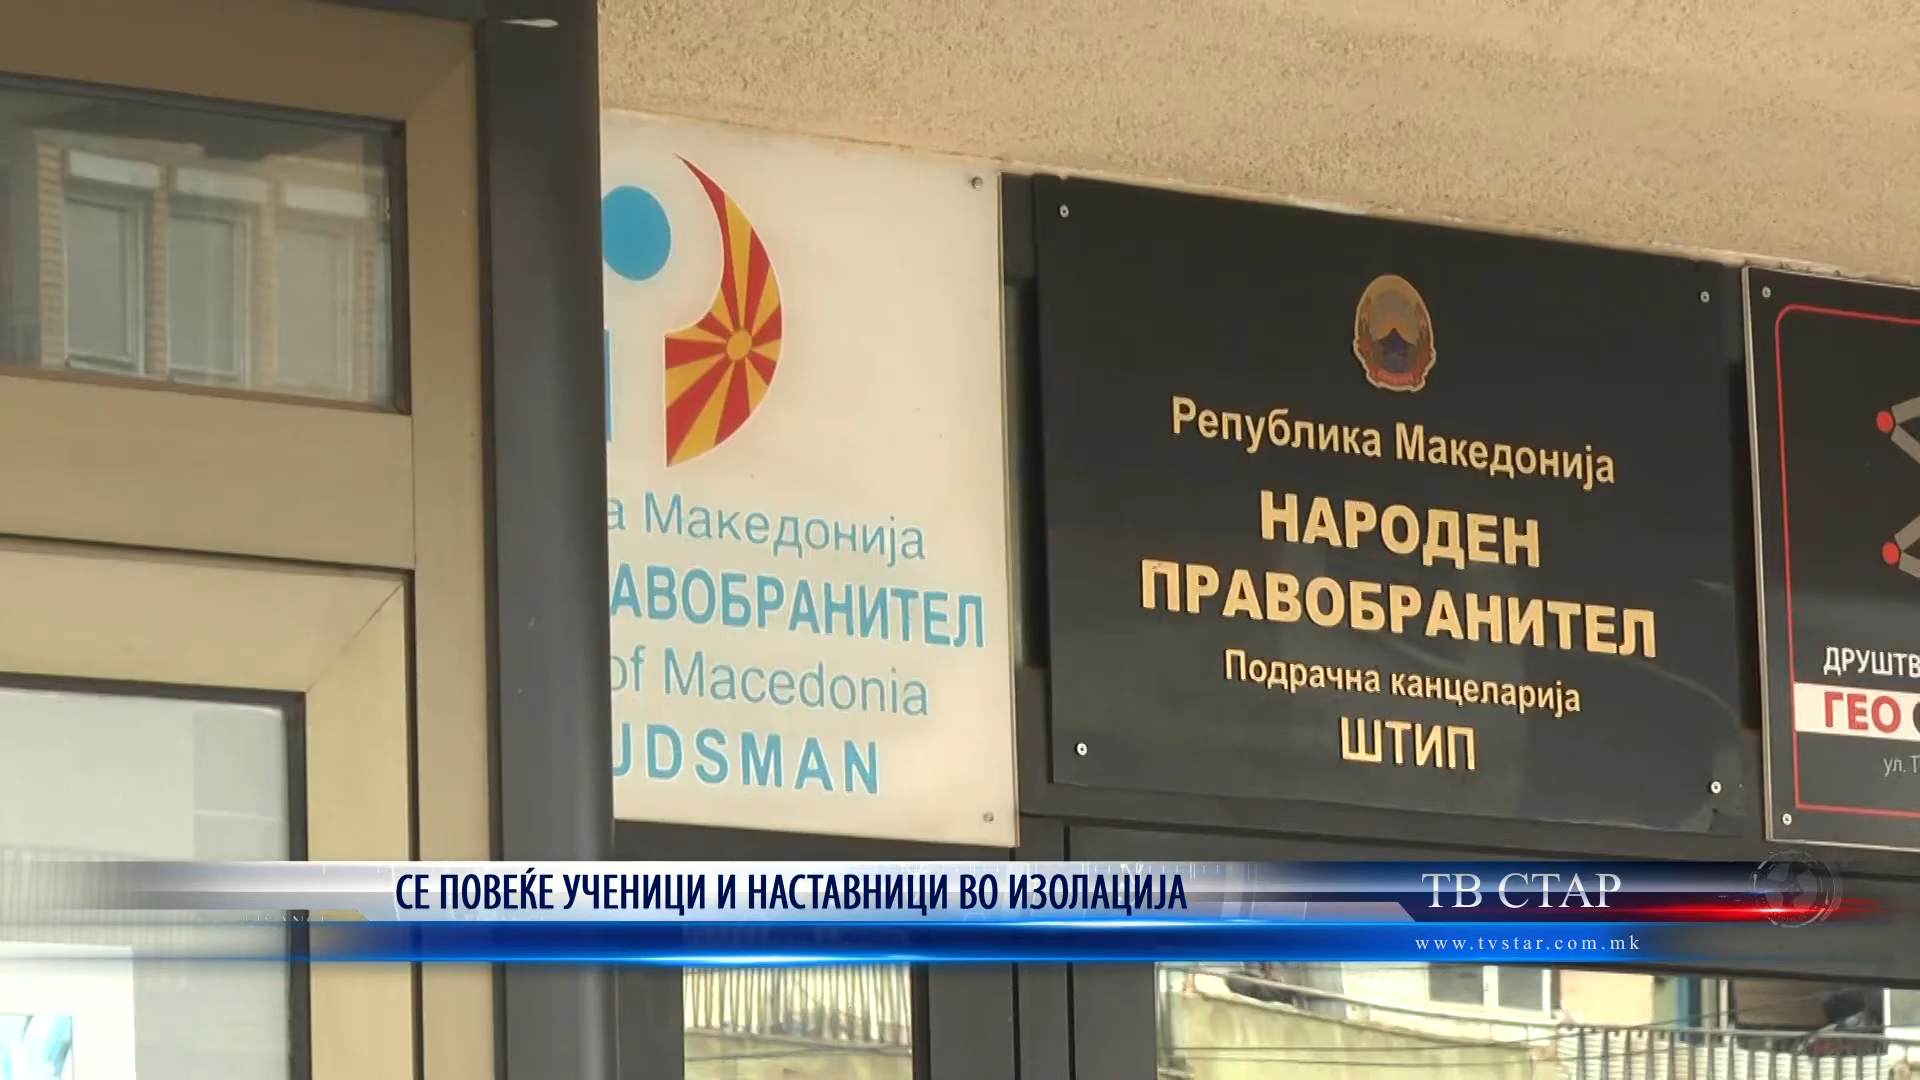 а Македонија
АВОБРАНИТЕЛ
of Macedonia
UDSMAN
Република Македонија
НАРОДЕН
ПРАВОБРАНИТЕЛ
Подрачна канцеларија
ШТИП
ДРУШТВ
ГЕО
ул. Т
СЕ ПОВЕЌЕ УЧЕНИЦИ И НАСТАВНИЦИ ВО ИЗОЛАЦИЈА
ТВ СТАР
www.tvstar.com.mk